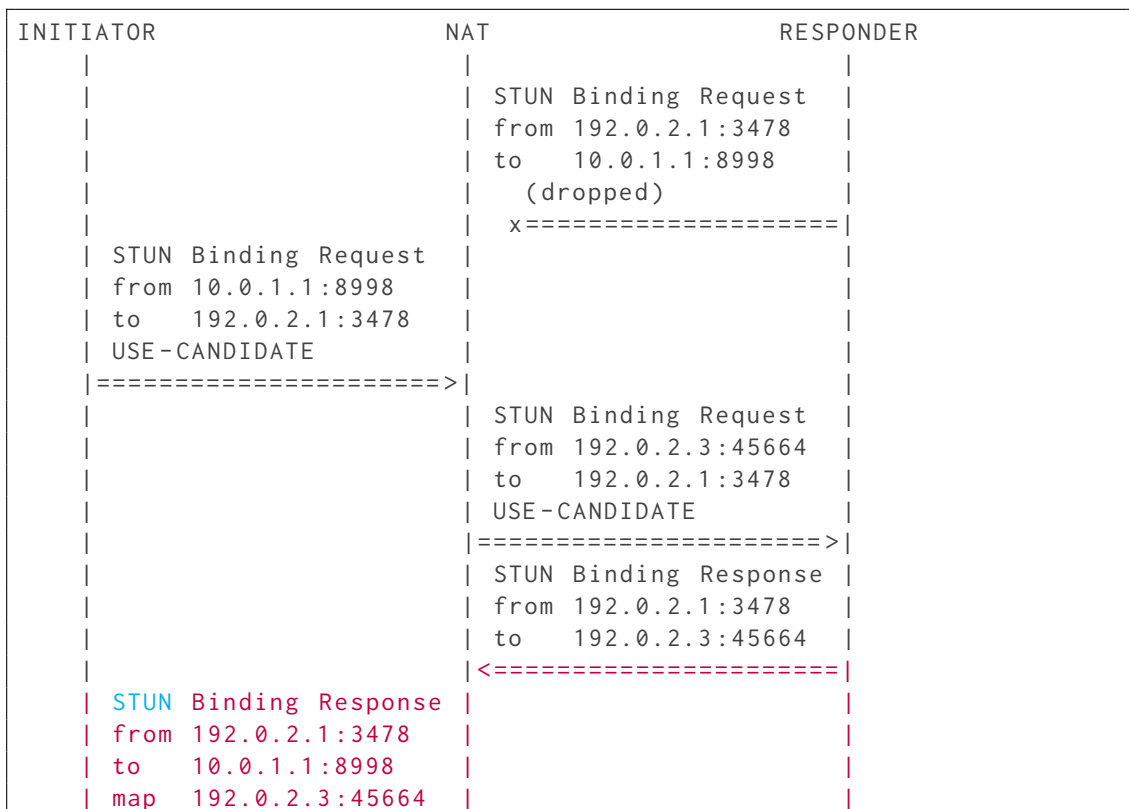 INITIATOR                  NAT                  RESPONDER
    |                       |                       |
    |                       | STUN Binding Request  |
    |                       | from 192.0.2.1:3478   |
    |                       | to   10.0.1.1:8998    |
    |                       |   (dropped)           |
    |                       |  x====================|
    | STUN Binding Request  |                       |
    | from 10.0.1.1:8998    |                       |
    | to   192.0.2.1:3478   |                       |
    | USE-CANDIDATE         |                       |
    |======================>|                       |
    |                       | STUN Binding Request  |
    |                       | from 192.0.2.3:45664  |
    |                       | to   192.0.2.1:3478   |
    |                       | USE-CANDIDATE         |
    |                       |======================>|
    |                       | STUN Binding Response |
    |                       | from 192.0.2.1:3478   |
    |                       | to   192.0.2.3:45664  |
    |                       |<======================|
    | STUN Binding Response |                       |
    | from 192.0.2.1:3478   |                       |
    | to   10.0.1.1:8998    |                       |
    | map  192.0.2.3:45664  |                       |